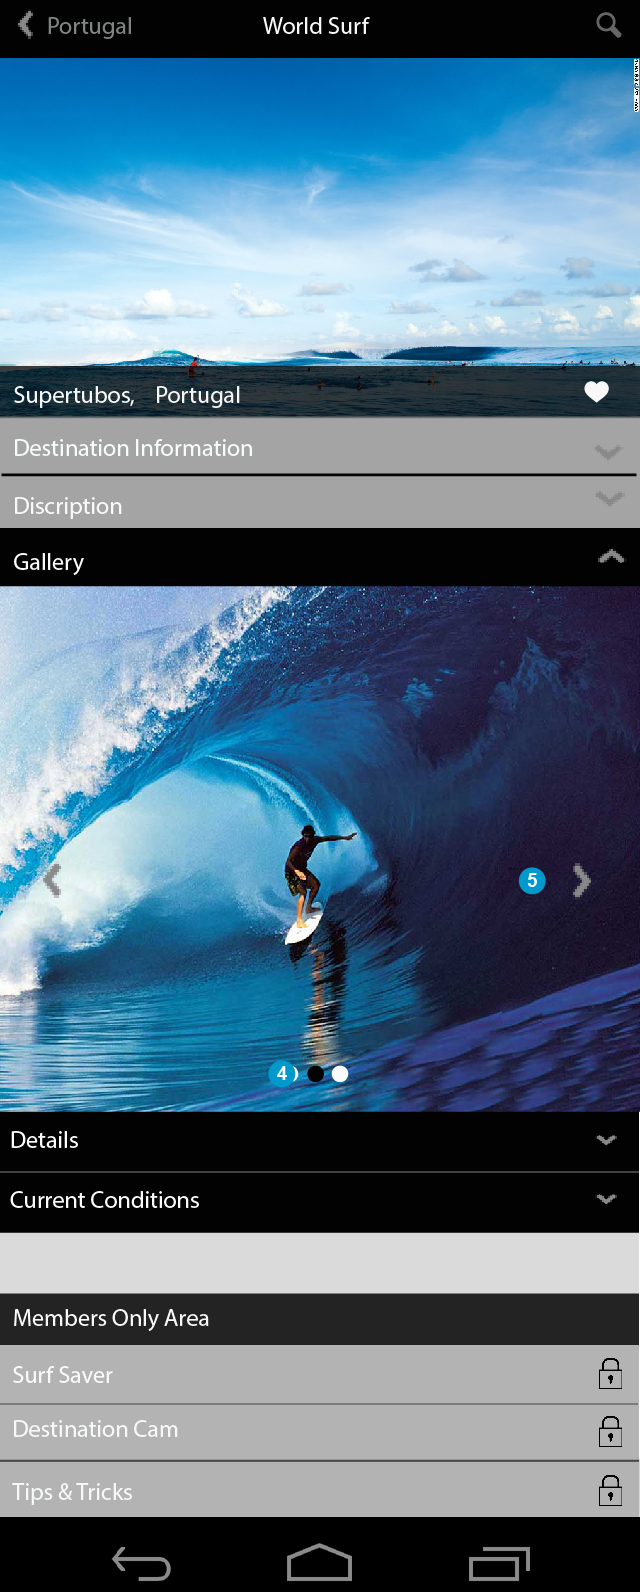 Portugal
World Surf
Supertubos, Portugal
Destination Information
Discription
Gallery
5
4
Details
Current Conditions
Members Only Area
Surf Saver
Destination Cam
Tips & Tricks